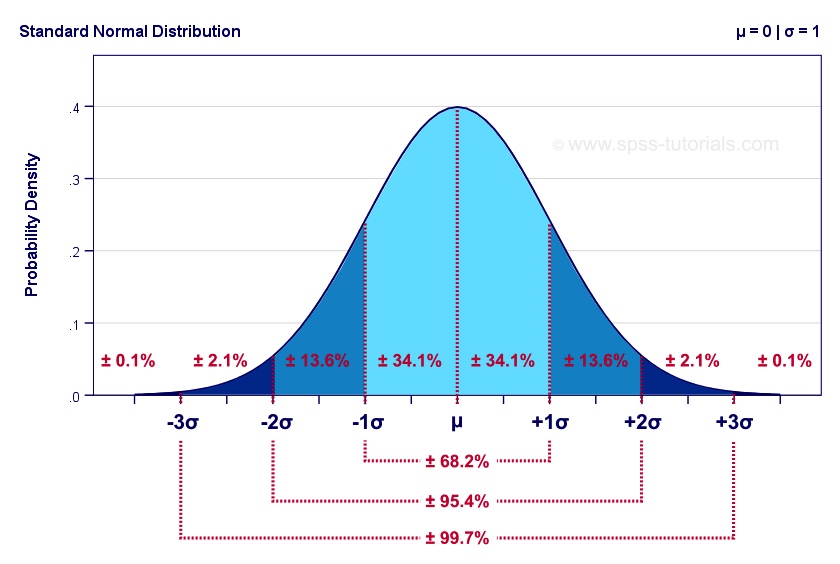 Standard Normal Distribution
μ = 0 | σ = 1
© www.spss-tutorials.com
Probability Density
.4
.3
.2
.1
.0
± 0.1% ± 2.1% ± 13.6% ± 34.1% ± 34.1% ± 13.6% ± 2.1% ± 0.1%
-3σ -2σ -1σ μ +1σ +2σ +3σ
± 68.2%
± 95.4%
± 99.7%